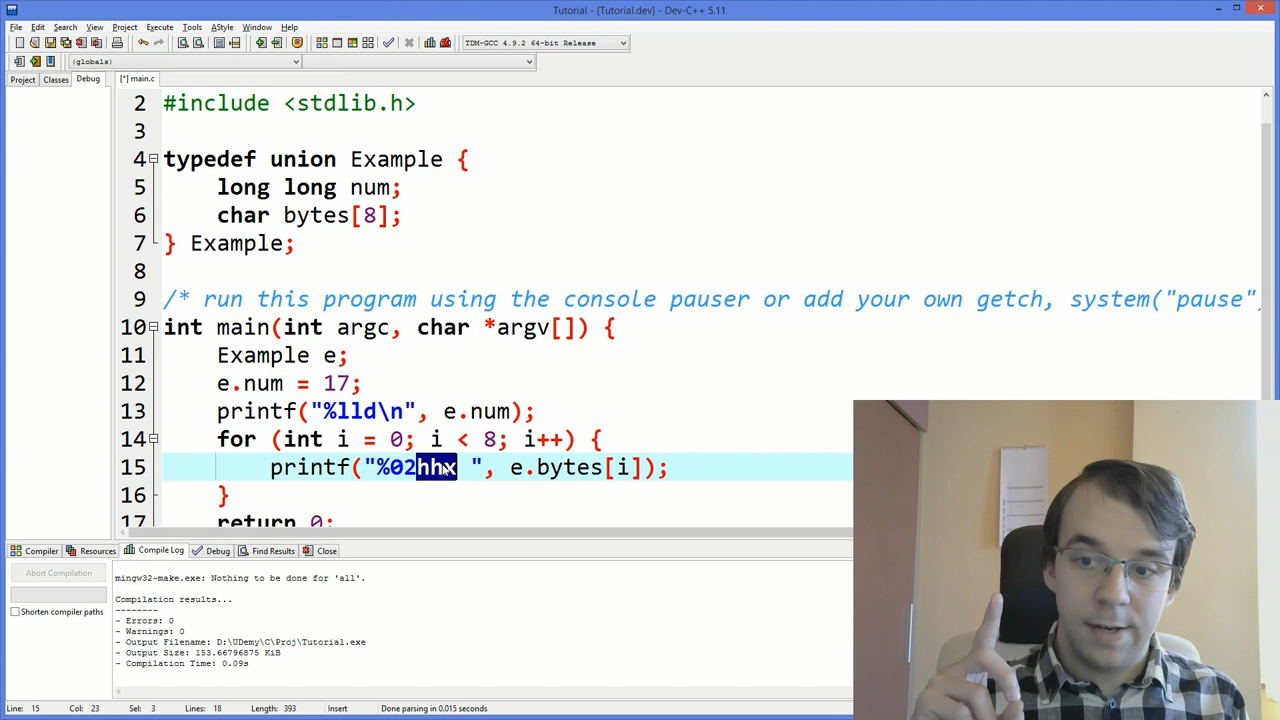 Tutorial - [Tutorial.dev] - Dev-C++ 5.11
File Edit Search View Project Execute Tools AStyle Window Help
TDM-GCC 4.9.2 64-bit Release
(globals)
Project Classes Debug [*] main.c
2 #include <stdlib.h>
3
4 typedef union Example {
5 long long num;
6 char bytes[8];
7 } Example;
8
9 /* run this program using the console pauser or add your own getch, system("pause"
10 int main(int argc, char *argv[]) {
11 Example e;
12 e.num = 17;
13 printf("%lld\n", e.num);
14 for (int i = 0; i < 8; i++) {
15 printf("%02hhx ", e.bytes[i]);
16 }
17 return 0;
Compiler Resources Compile Log Debug Find Results Close
Abort Compilation
Shorten compiler paths
mingw32-make.exe: Nothing to be done for 'all'.
Compilation results...
--------
- Errors: 0
- Warnings: 0
- Output Filename: D:\UDemy\C\Proj\Tutorial.exe
- Output Size: 153.66796875 KiB
- Compilation Time: 0.09s
Line: 15 Col: 23 Sel: 3 Lines: 18 Length: 393 Insert Done parsing in 0.015 seconds